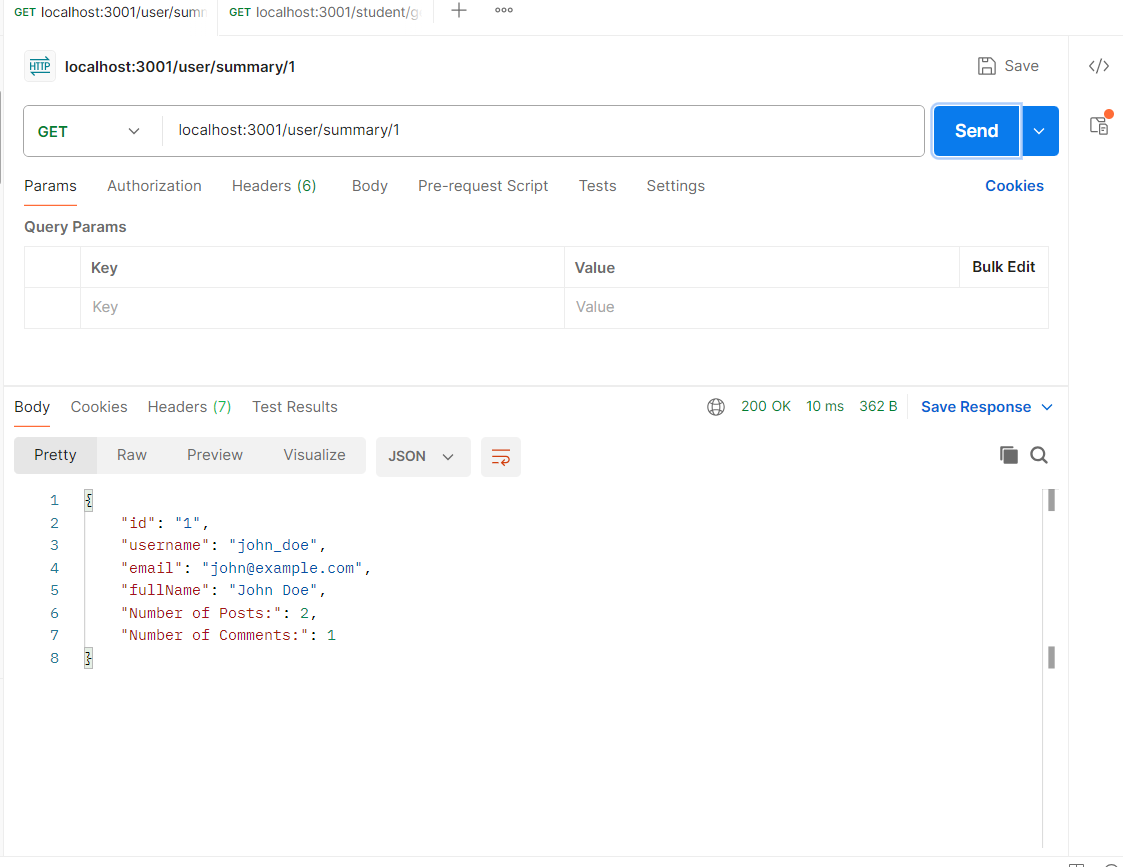 GET localhost:3001/user/sum GET localhost:3001/student/g
HTTP localhost:3001/user/summary/1 Save </>
GET localhost:3001/user/summary/1 Send
Params Authorization Headers (6) Body Pre-request Script Tests Settings Cookies
Query Params
Key Value Bulk Edit
Key Value
Body Cookies Headers (7) Test Results 200 OK 10 ms 362 B Save Response
Pretty Raw Preview Visualize JSON
1 {
2 "id": "1",
3 "username": "john_doe",
4 "email": "john@example.com",
5 "fullName": "John Doe",
6 "Number of Posts:": 2,
7 "Number of Comments:": 1
8 }